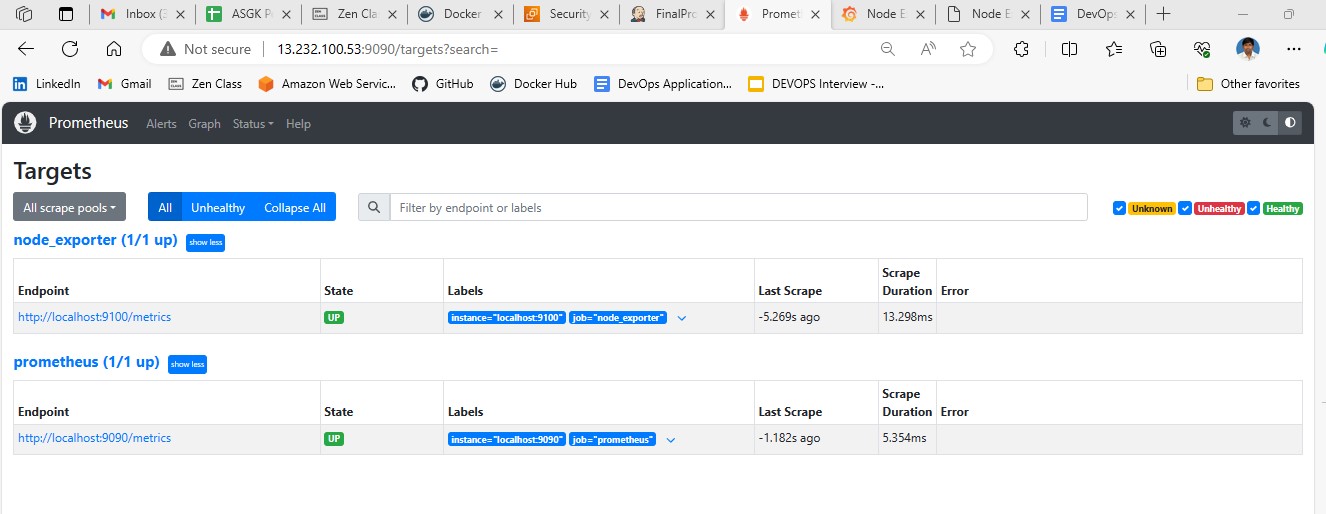 Inbox (3
ASGK P
Zen Cla
Docker
Security
FinalPro
Promet
Node E
Node E
DevOps
Not secure
13.232.100.53:9090/targets?search=
LinkedIn
Gmail
Zen Class
Amazon Web Servic...
GitHub
Docker Hub
DevOps Application...
DEVOPS Interview -...
Other favorites
Prometheus
Alerts
Graph
Status
Help
Targets
All scrape pools
All
Unhealthy
Collapse All
Filter by endpoint or labels
Unknown
Unhealthy
Healthy
node_exporter (1/1 up)
show less
Endpoint
State
Labels
Last Scrape
Scrape
Duration
Error
http://localhost:9100/metrics
UP
instance="localhost:9100"
job="node_exporter"
-5.269s ago
13.298ms
prometheus (1/1 up)
show less
Endpoint
State
Labels
Last Scrape
Scrape
Duration
Error
http://localhost:9090/metrics
UP
instance="localhost:9090"
job="prometheus"
-1.182s ago
5.354ms